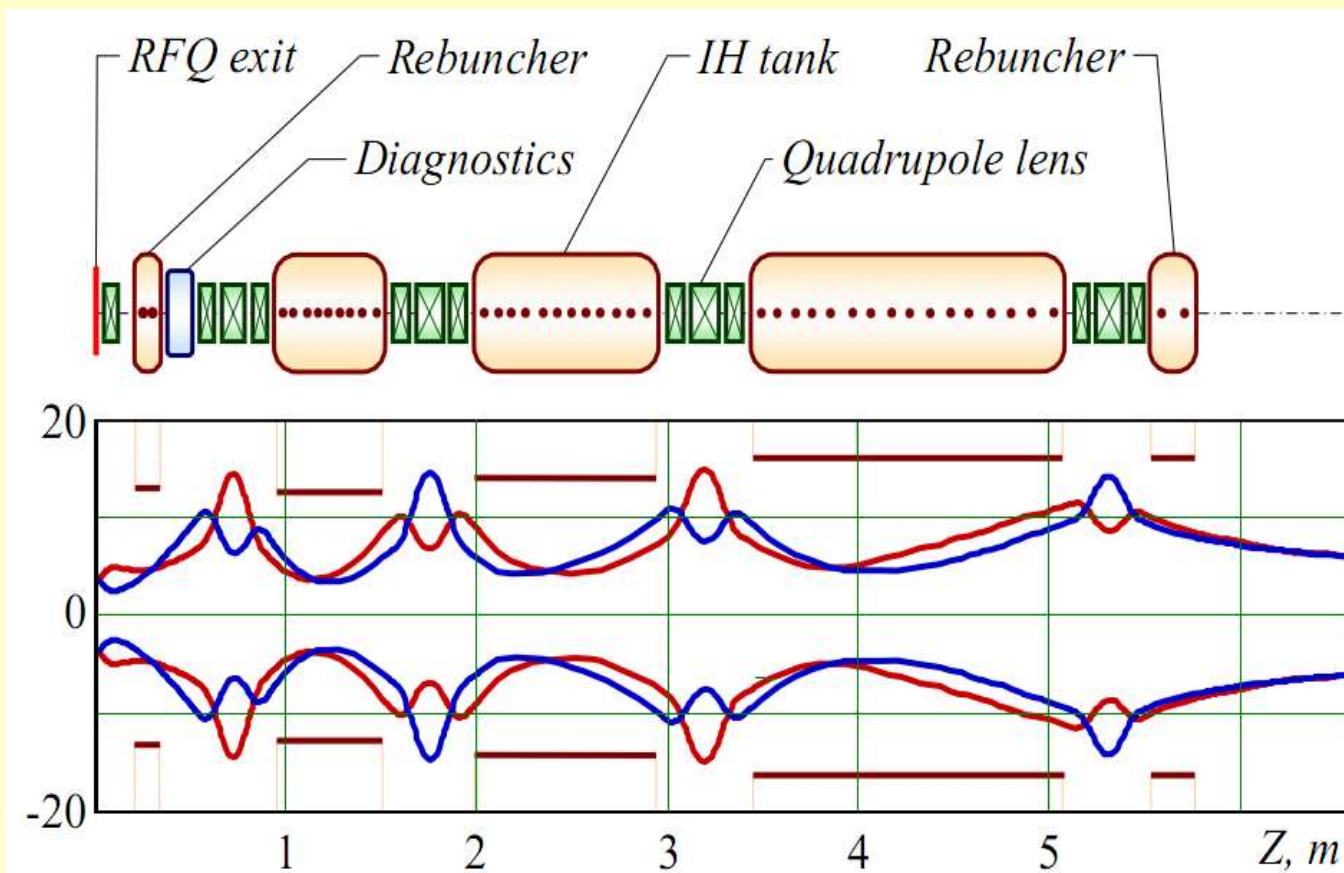 RFQ exit
Rebuncher
IH tank
Rebuncher
Diagnostics
Quadrupole lens
20
0
-20
1 2 3 4 5 Z, m